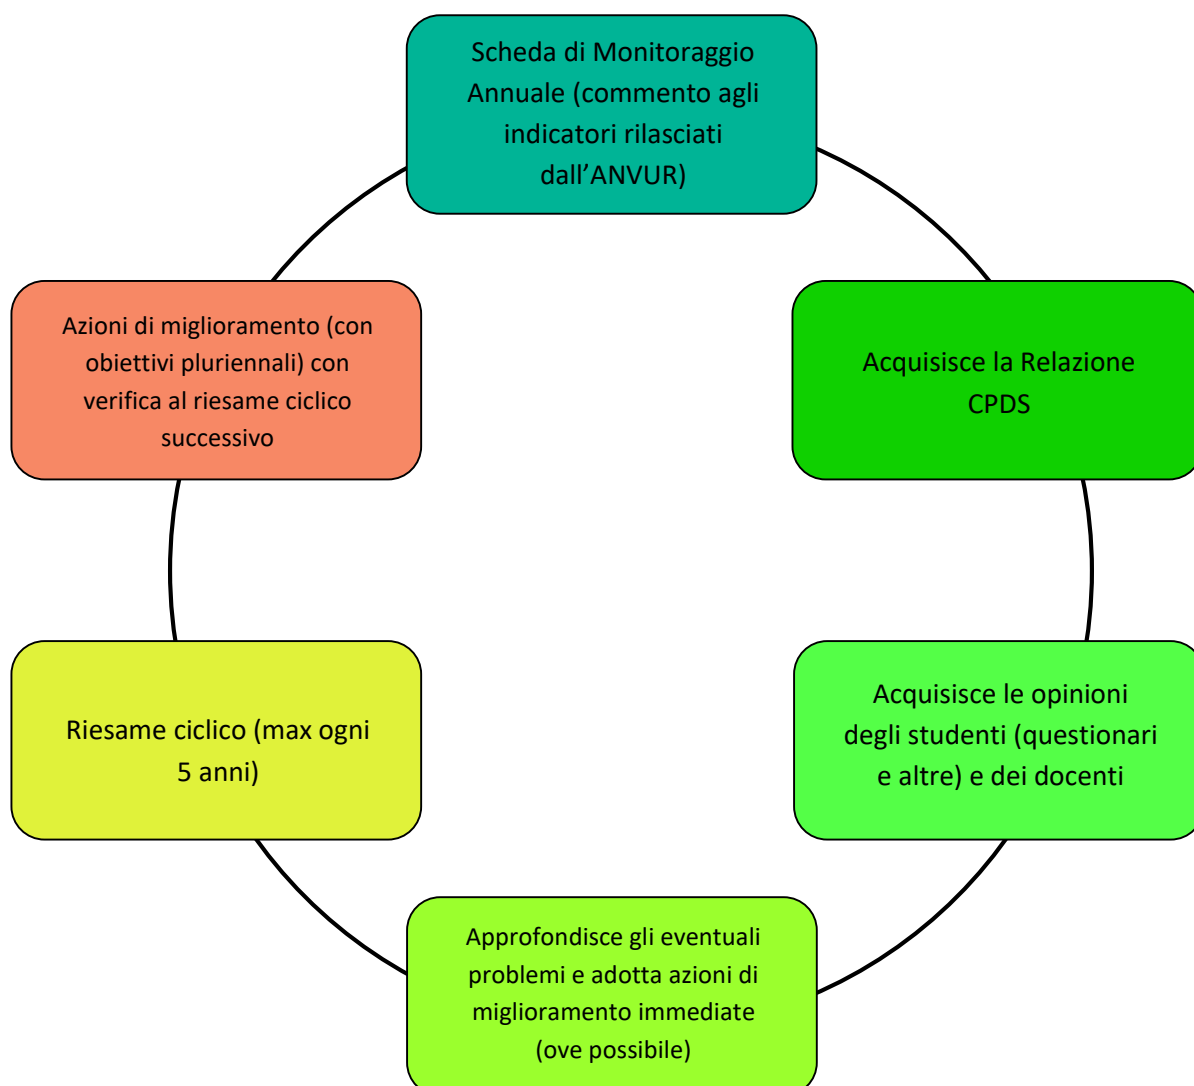 Scheda di Monitoraggio
Annuale (commento agli
indicatori rilasciati
dall’ANVUR)
Acquisisce la Relazione
CPDS
Acquisisce le opinioni
degli studenti (questionari
e altre) e dei docenti
Approfondisce gli eventuali
problemi e adotta azioni di
miglioramento immediate
(ove possibile)
Riesame ciclico (max ogni
5 anni)
Azioni di miglioramento (con
obiettivi pluriennali) con
verifica al riesame ciclico
successivo